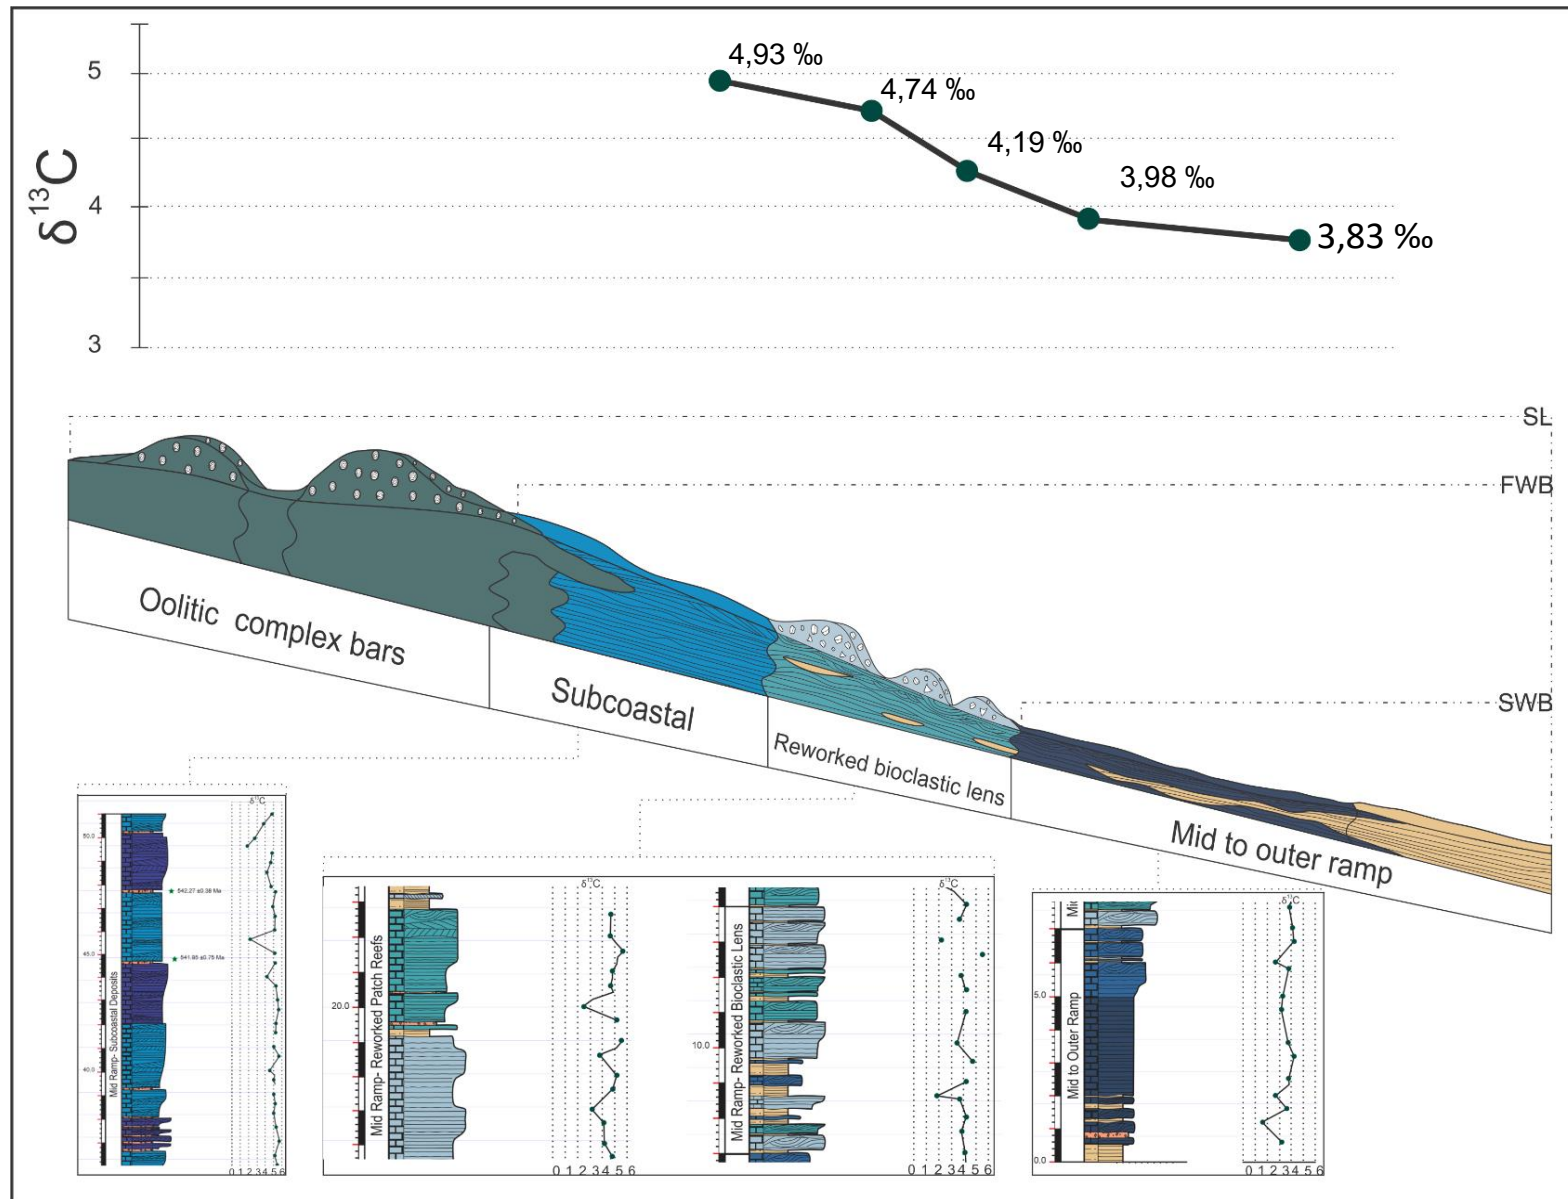 4,93 ‰
5
4,74 ‰
4,19 ‰
3,98 ‰
δ¹³C
4
3,83 ‰
3
SL
FWB
SWB
Oolitic complex bars
Subcoastal
Reworked bioclastic lens
Mid to outer ramp
δ¹³C
50.0
542.27 ±0.38 Ma
45.0
541.85 ±0.75 Ma
40.0
Mid Ramp- Subcoastal Deposits
0 1 2 3 4 5 6
δ¹³C
Mid Ramp- Reworked Patch Reefs
20.0
0 1 2 3 4 5 6
δ¹³C
Mid Ramp- Reworked Bioclastic Lens
10.0
0 1 2 3 4 5 6
δ¹³C
Mid to Outer Ramp
5.0
0.0
0 1 2 3 4 5 6